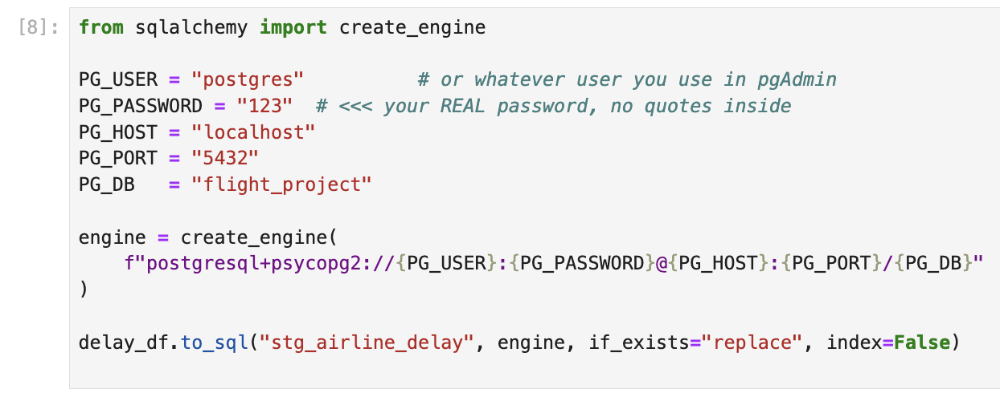 [8]: from sqlalchemy import create_engine
PG_USER = "postgres"          # or whatever user you use in pgAdmin
PG_PASSWORD = "123"  # <<< your REAL password, no quotes inside
PG_HOST = "localhost"
PG_PORT = "5432"
PG_DB   = "flight_project"
engine = create_engine(
    f"postgresql+psycopg2://{PG_USER}:{PG_PASSWORD}@{PG_HOST}:{PG_PORT}/{PG_DB}"
)
delay_df.to_sql("stg_airline_delay", engine, if_exists="replace", index=False)